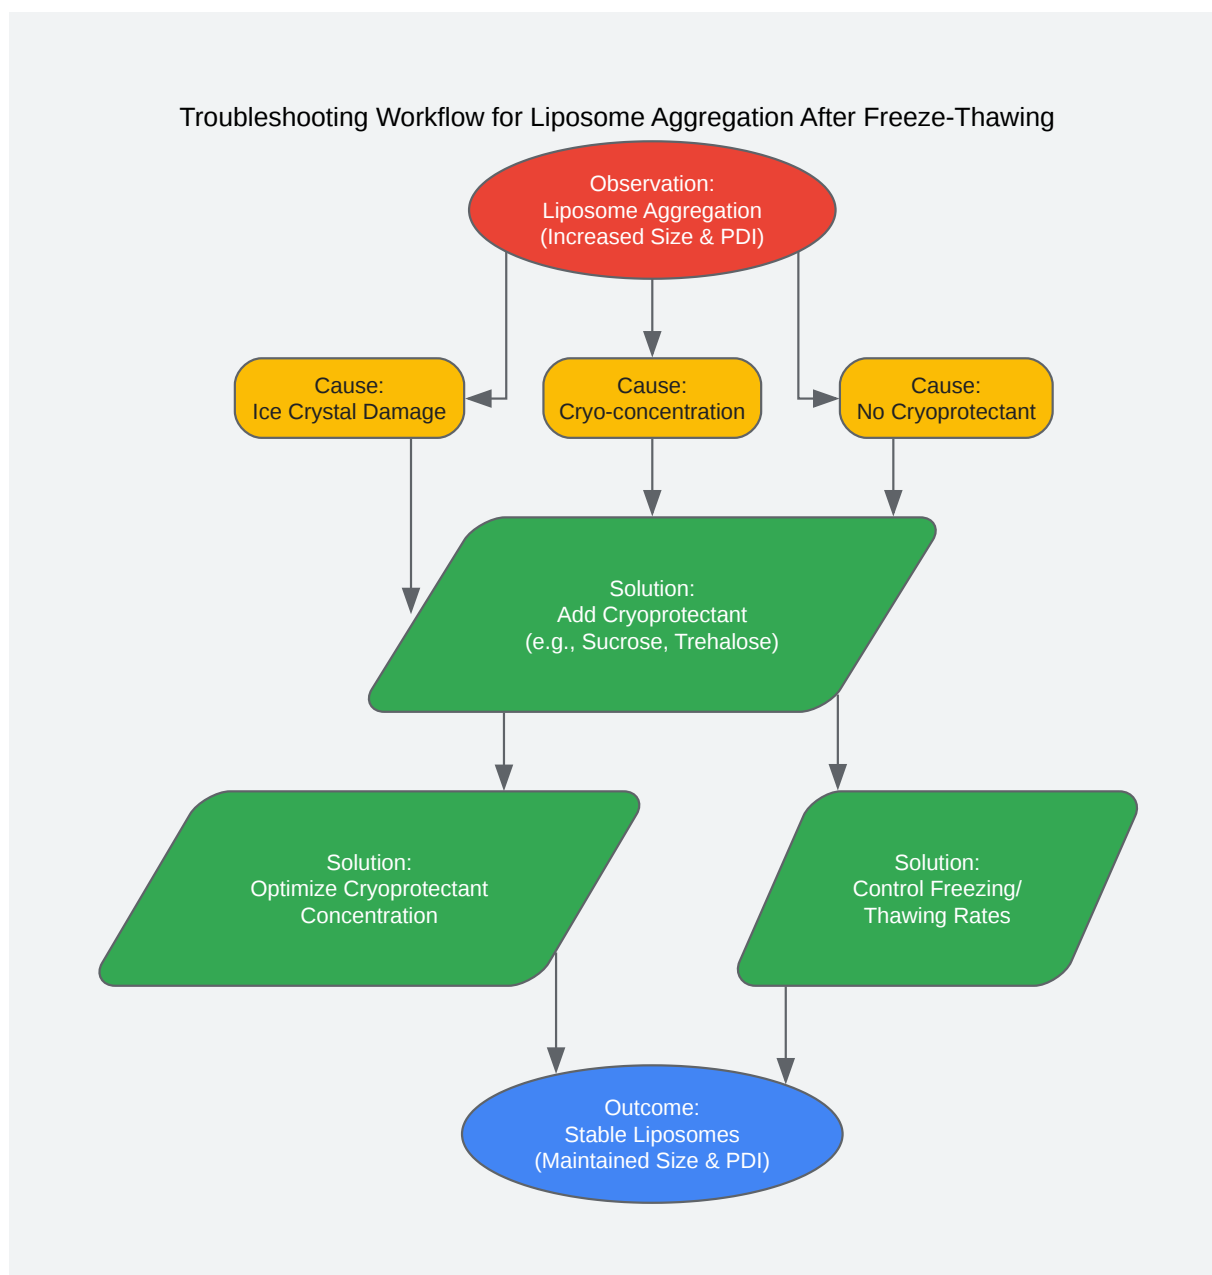 Troubleshooting Workflow for Liposome Aggregation After Freeze-Thawing
Observation:
Liposome Aggregation
(Increased Size & PDI)
Cause:
Ice Crystal Damage
Cause:
Cryo-concentration
Cause:
No Cryoprotectant
Solution:
Add Cryoprotectant
(e.g., Sucrose, Trehalose)
Solution:
Optimize Cryoprotectant
Concentration
Solution:
Control Freezing/
Thawing Rates
Outcome:
Stable Liposomes
(Maintained Size & PDI)